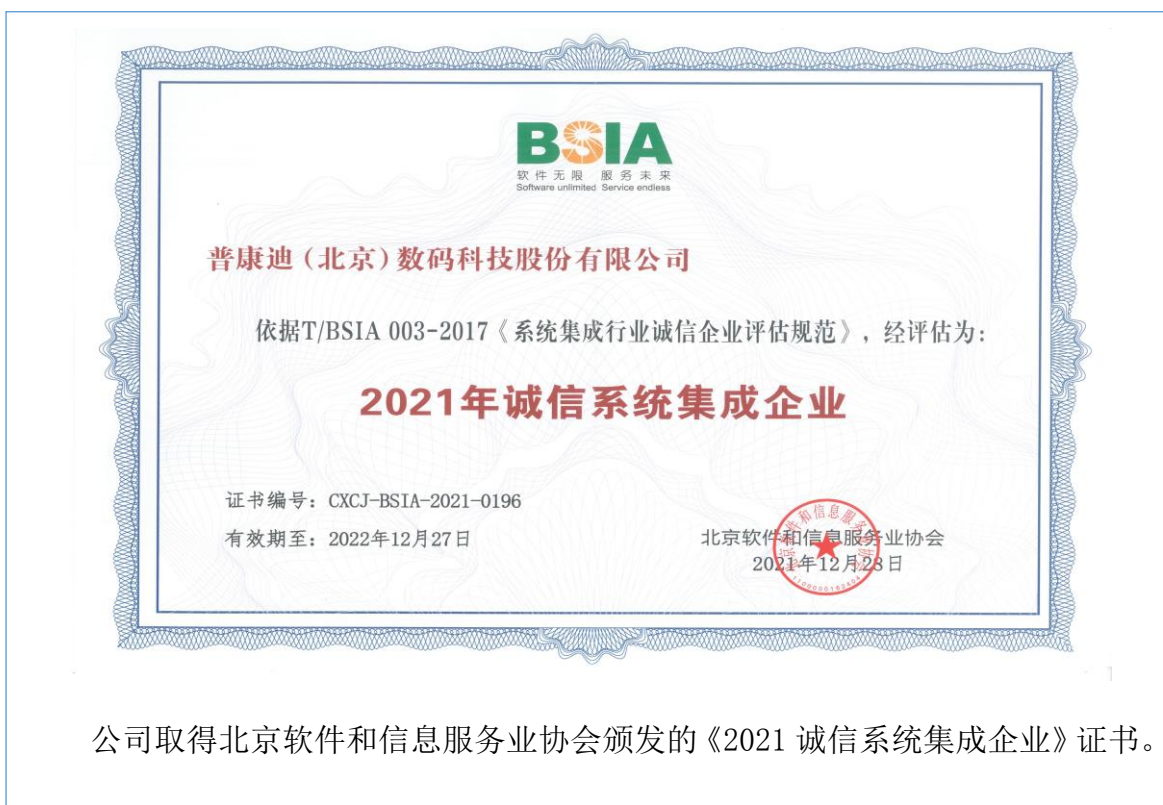 BSIA
软件无限 服务未来
Software unlimited Service endless
普康迪（北京）数码科技股份有限公司
依据T/BSIA 003-2017《系统集成行业诚信企业评估规范》，经评估为：
2021年诚信系统集成企业
证书编号：CXCJ-BSIA-2021-0196
有效期至：2022年12月27日
北京软件和信息服务业协会
2021年12月28日
公司取得北京软件和信息服务业协会颁发的《2021 诚信系统集成企业》证书。